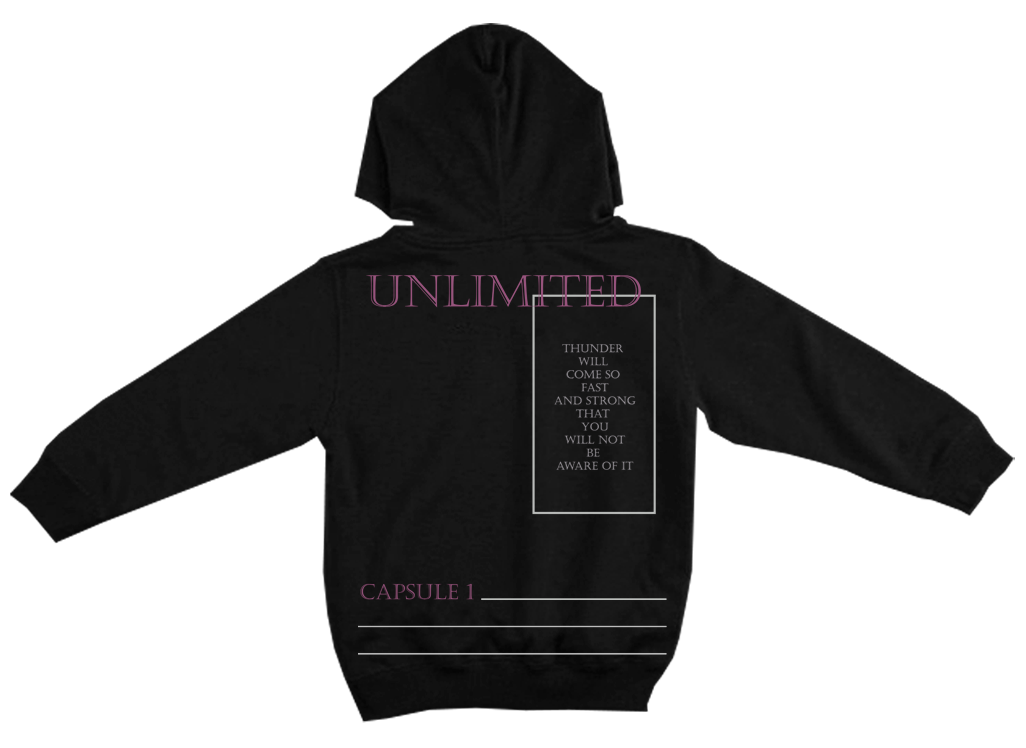 UNLIMITED
THUNDER
WILL
COME SO
FAST
AND STRONG
THAT
YOU
WILL NOT
BE
AWARE OF IT
CAPSULE 1